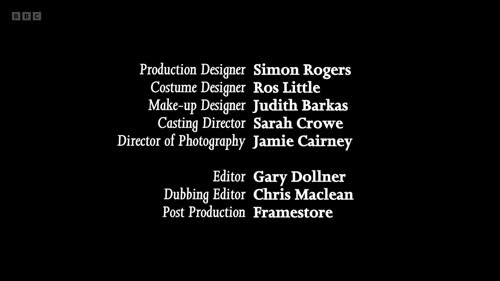 BBC
Production Designer Simon Rogers
Costume Designer Ros Little
Make-up Designer Judith Barkas
Casting Director Sarah Crowe
Director of Photography Jamie Cairney
Editor Gary Dollner
Dubbing Editor Chris Maclean
Post Production Framestore